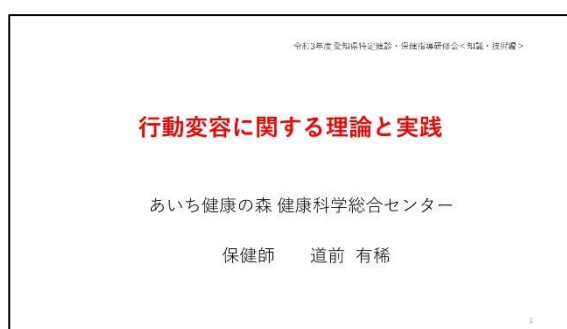 令和3年度 愛知県特定健診・保健指導研修会<知識・技術編>
行動変容に関する理論と実践
あいち健康の森 健康科学総合センター
保健師 道前 有稀
1